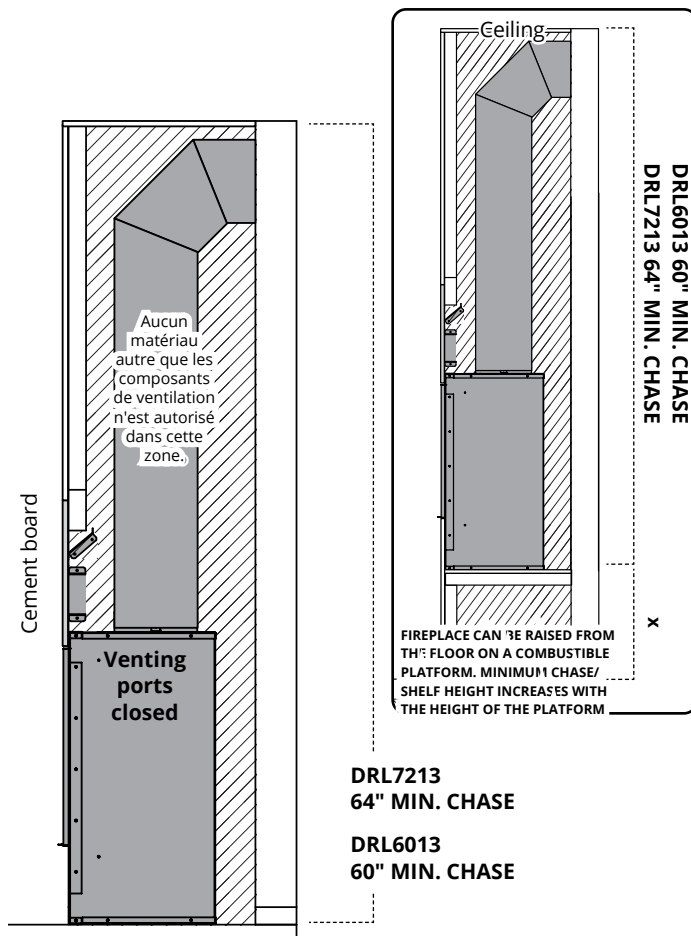 Ceiling
DRL6013 60" MIN. CHASE
DRL7213 64" MIN. CHASE
x
FIREPLACE CAN BE RAISED FROM
THE FLOOR ON A COMBUSTIBLE
PLATFORM. MINIMUM CHASE/
SHELF HEIGHT INCREASES WITH
THE HEIGHT OF THE PLATFORM
Aucun
matériau
autre que les
composants
de ventilation
n'est autorisé
dans cette
zone.
Cement board
Venting
ports
closed
DRL7213
64" MIN. CHASE
DRL6013
60" MIN. CHASE